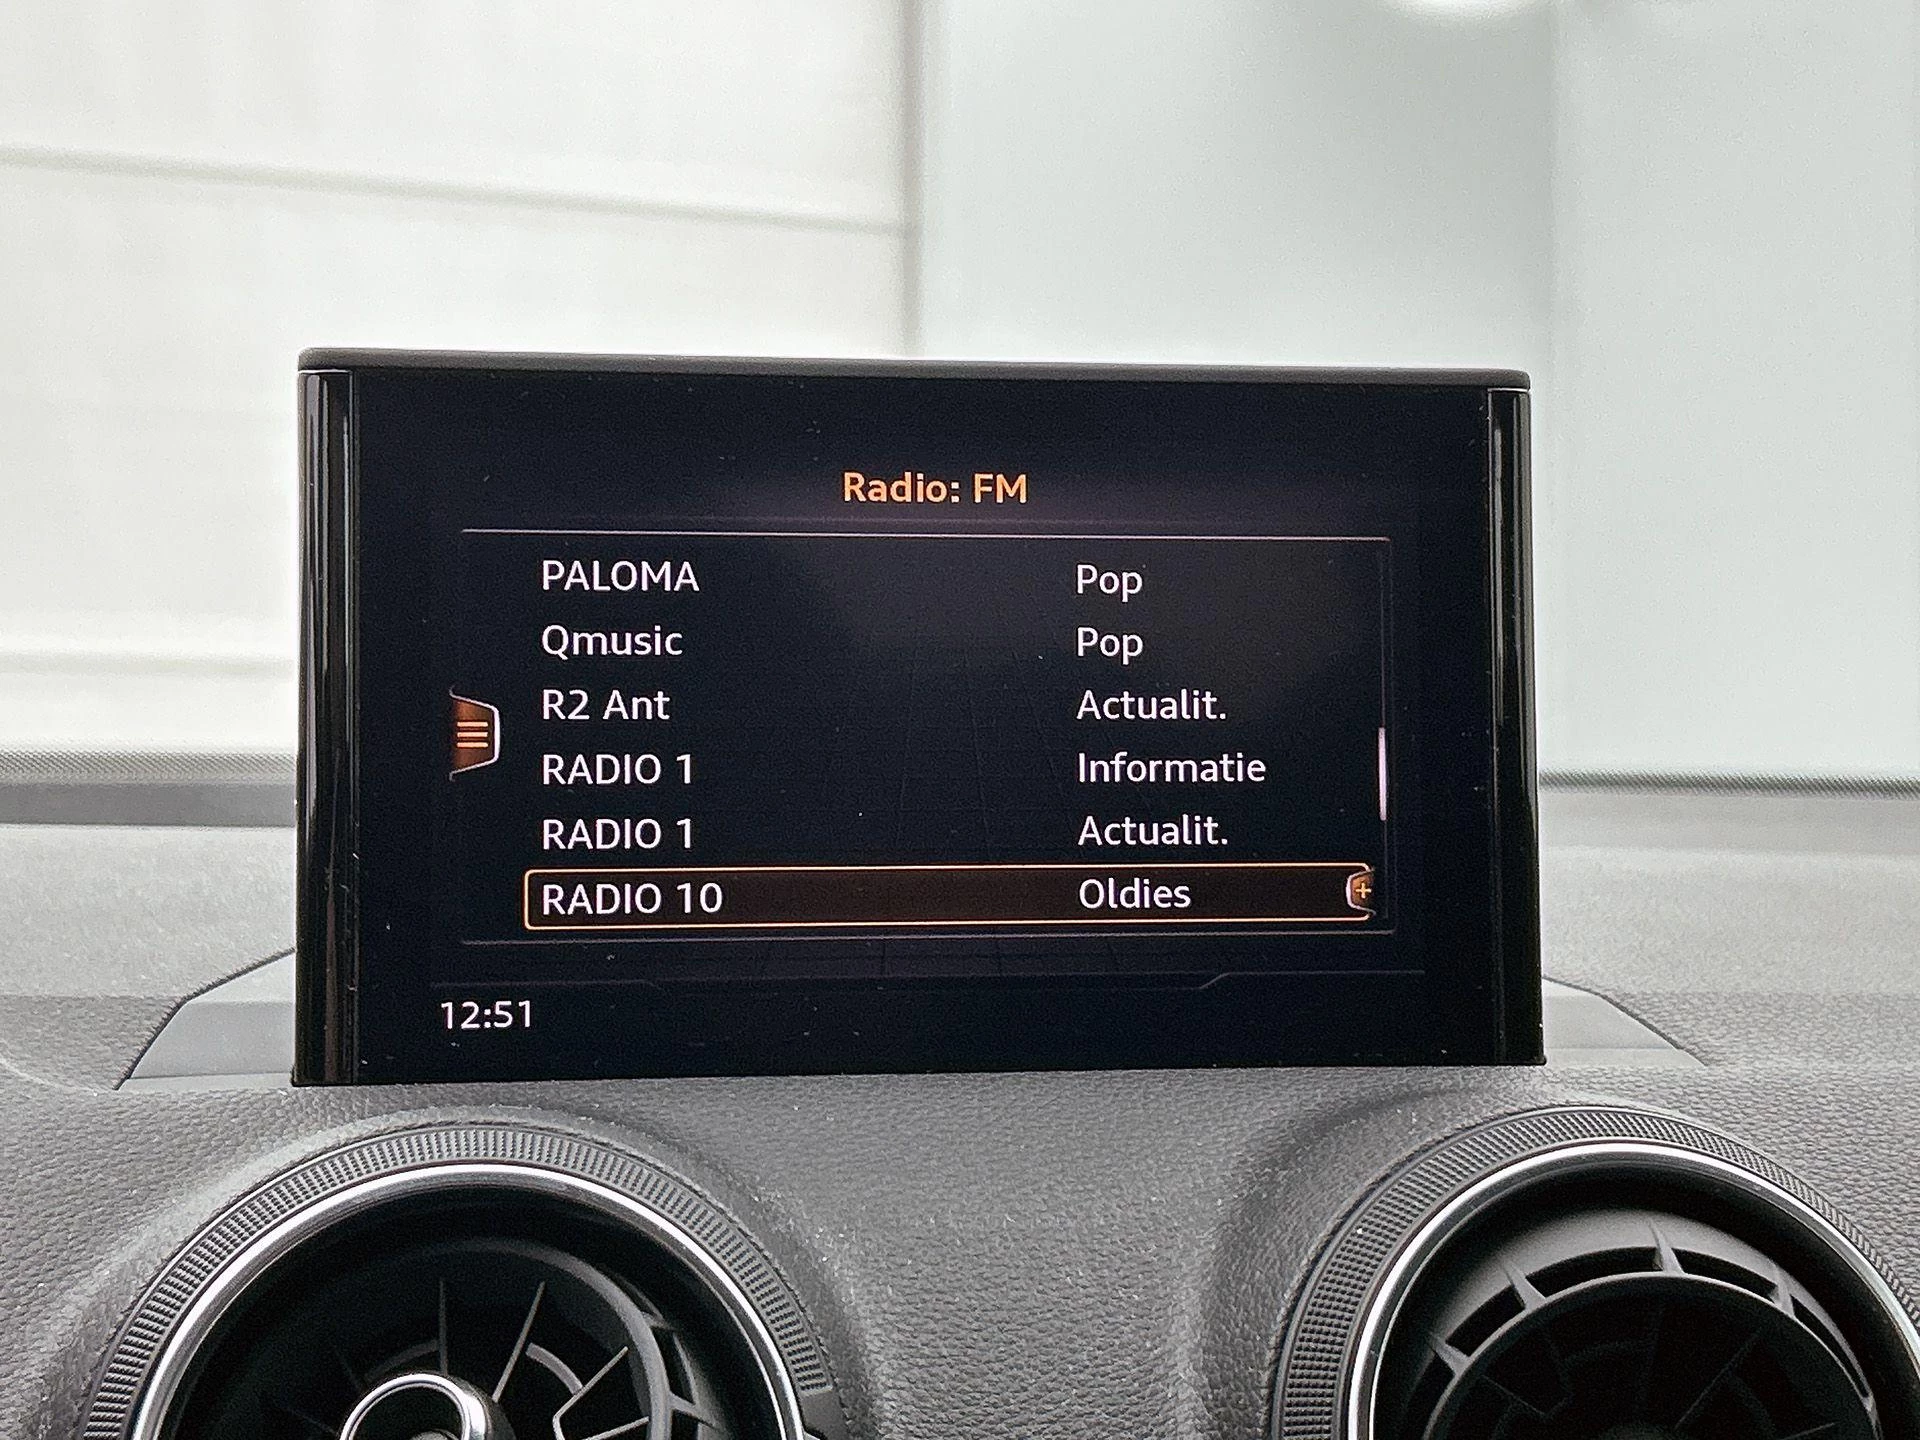 Radio: FM
PALOMA Pop
Qmusic Pop
R2 Ant Actualit.
RADIO 1 Informatie
RADIO 1 Actualit.
RADIO 10 Oldies
12:51